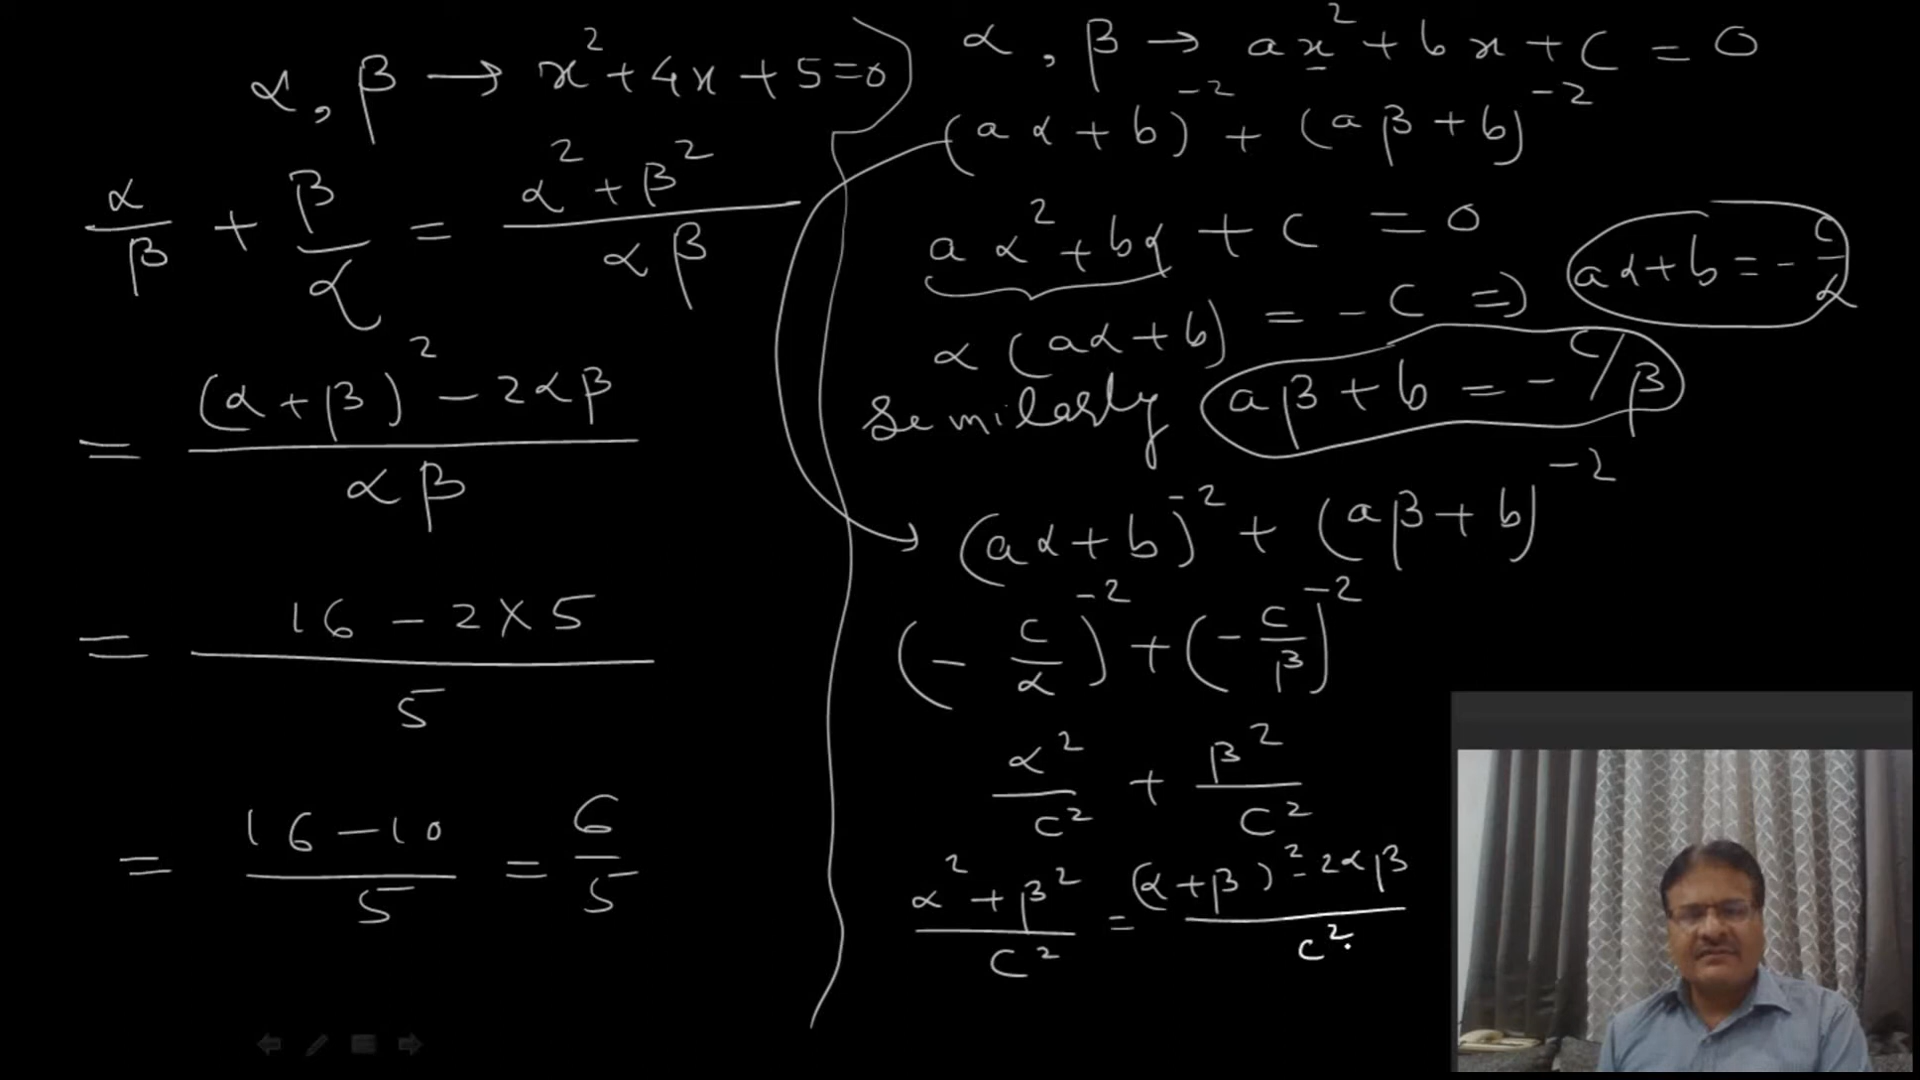 α, β → x² + 4x + 5 = 0
α/β + β/α = (α² + β²)/(αβ)
= ((α + β)² - 2αβ)/(αβ)
= (16 - 2 × 5)/5
= (16 - 10)/5 = 6/5
α, β → ax² + bx + c = 0
(aα + b)⁻² + (aβ + b)⁻²
aα² + bα + c = 0
α(aα + b) = -c ⇒ aα + b = -c/α
Similarly aβ + b = -c/β
(aα + b)⁻² + (aβ + b)⁻²
(-c/α)⁻² + (-c/β)⁻²
α²/c² + β²/c²
(α² + β²)/c² = ((α + β)² - 2αβ)/c²